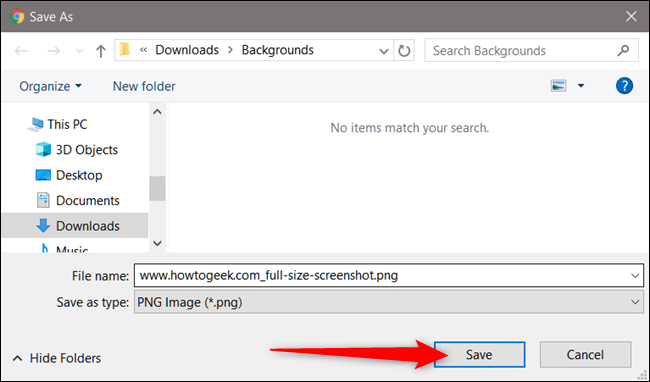 Save As
« Downloads > Backgrounds
Search Backgrounds
Organize
New folder
?
This PC
3D Objects
Desktop
Documents
Downloads
Music
No items match your search.
File name: www.howtogeek.com_full-size-screenshot.png
Save as type: PNG Image (*.png)
Hide Folders
Save
Cancel